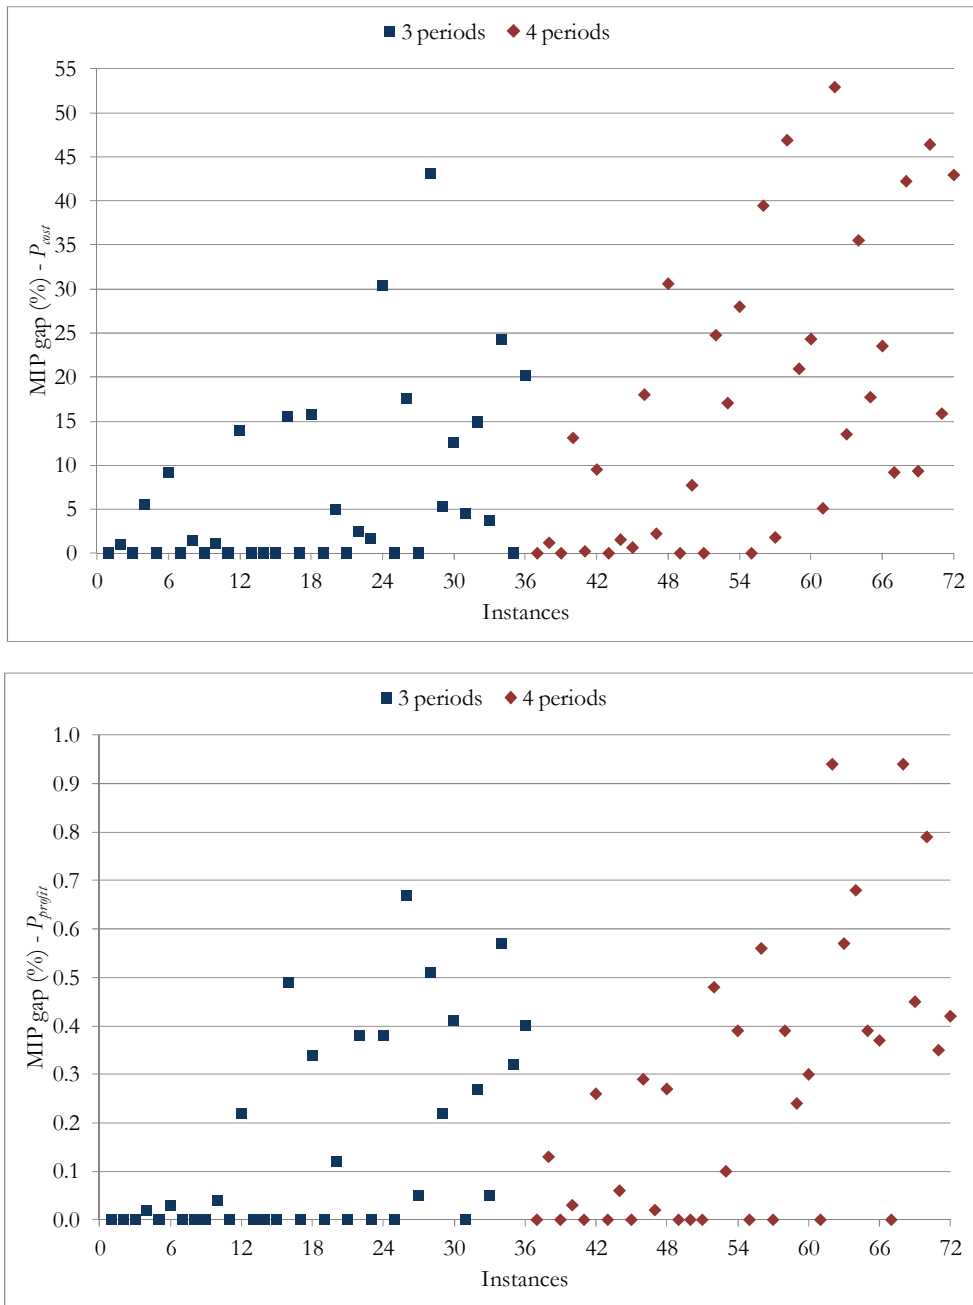 3 periods 4 periods
55
50
45
40
35
30
25
20
15
10
5
0
MIP gap (%) - P_cost
0 6 12 18 24 30 36 42 48 54 60 66 72
Instances
3 periods 4 periods
1.0
0.9
0.8
0.7
0.6
0.5
0.4
0.3
0.2
0.1
0.0
MIP gap (%) - P_profit
0 6 12 18 24 30 36 42 48 54 60 66 72
Instances